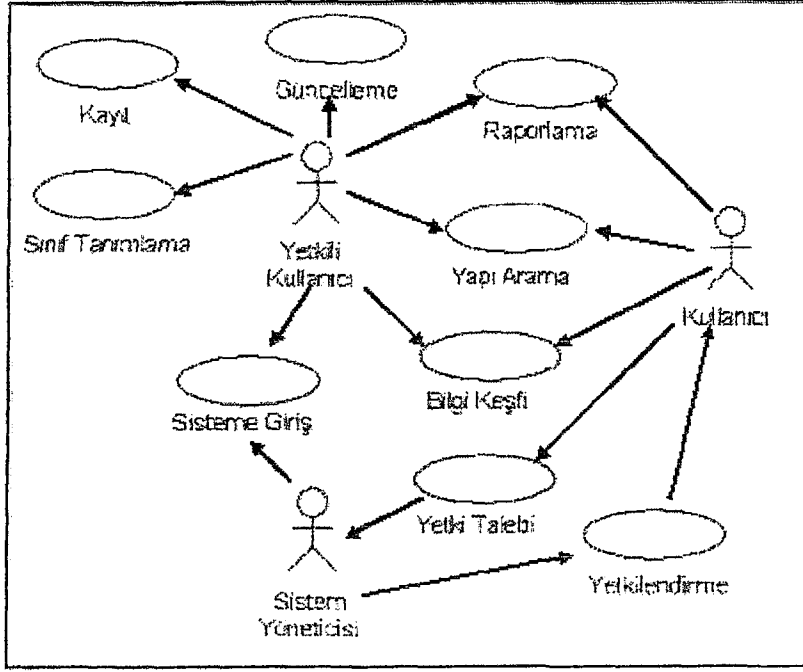 Güncelleme
Kayıt
Raporlama
Sınıf Tanımlama
Yetkili
Kullanıcı
Yapı Arama
Kullanıcı
Bilgi Keşfi
Sisteme Giriş
Yetki Talebi
Yetkilendirme
Sistem
Yöneticisi